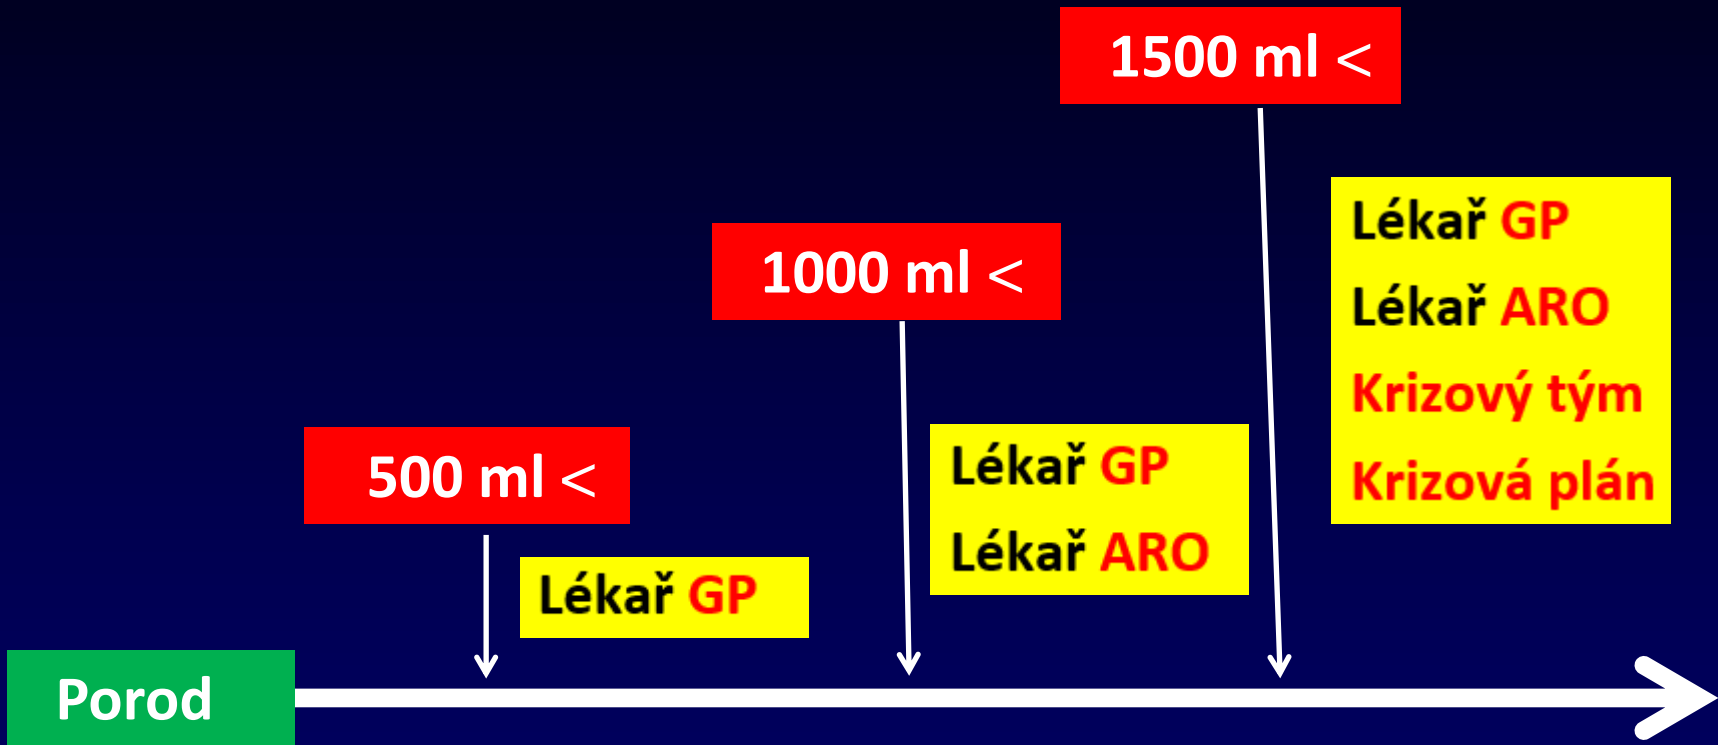 1500 ml <
Lékař GP
Lékař ARO
Krizový tým
Krizová plán
1000 ml <
Lékař GP
Lékař ARO
500 ml <
Lékař GP
Porod